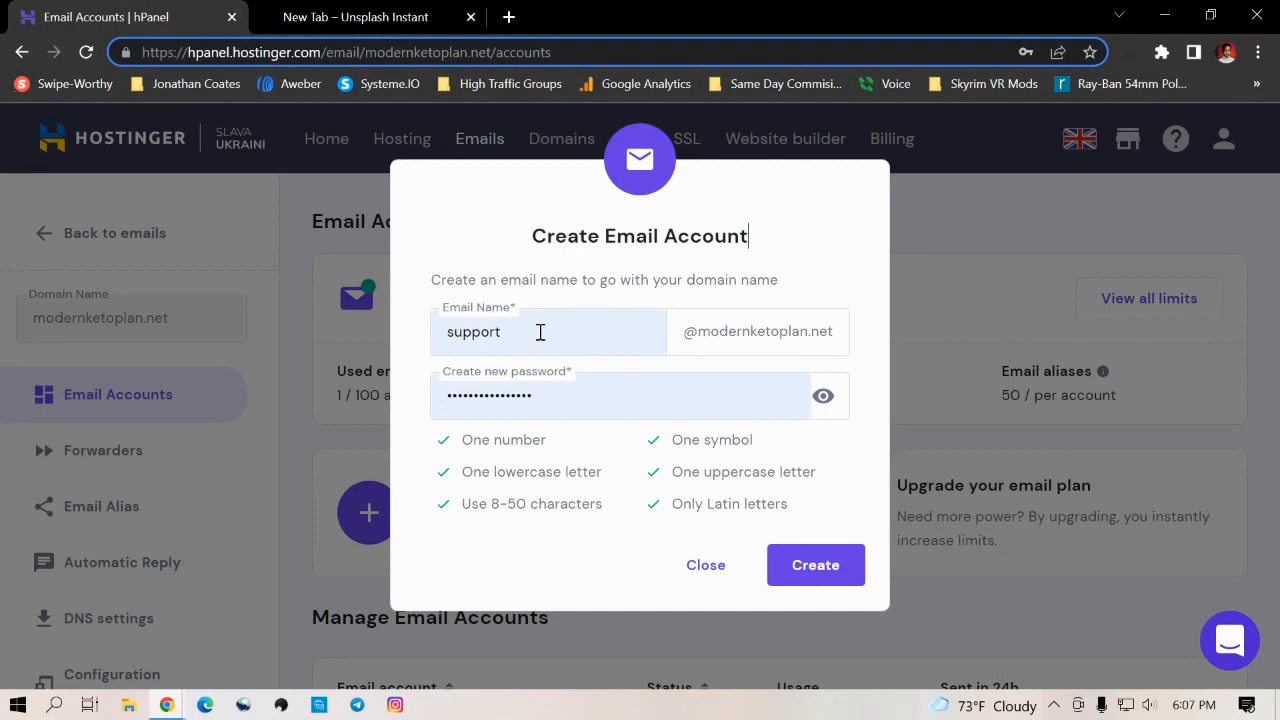 Email Accounts | hPanel
New Tab – Unsplash Instant
https://hpanel.hostinger.com/email/modernketoplan.net/accounts
Swipe-Worthy
Jonathan Coates
Aweber
Systeme.IO
High Traffic Groups
Google Analytics
Same Day Commisi...
Voice
Skyrim VR Mods
Ray-Ban 54mm Pol...
»
HOSTINGER
SLAVA
UKRAINI
Home
Hosting
Emails
Domains
SSL
Website builder
Billing
Back to emails
Domain Name
modernketoplan.net
Email Accounts
Forwarders
Email Alias
Automatic Reply
DNS settings
Configuration
Email Ac
View all limits
Used
1 / 100 a
Email aliases
50 / per account
Upgrade your email plan
Need more power? By upgrading, you instantly
increase limits.
Create Email Account
Create an email name to go with your domain name
Email Name*
support
@modernketoplan.net
Create new password*
••••••••••••••••
One number
One symbol
One lowercase letter
One uppercase letter
Use 8-50 characters
Only Latin letters
Close
Create
Manage Email Accounts
Email account
Status
Usage
Sent in 24h
73°F Cloudy
6:07 PM